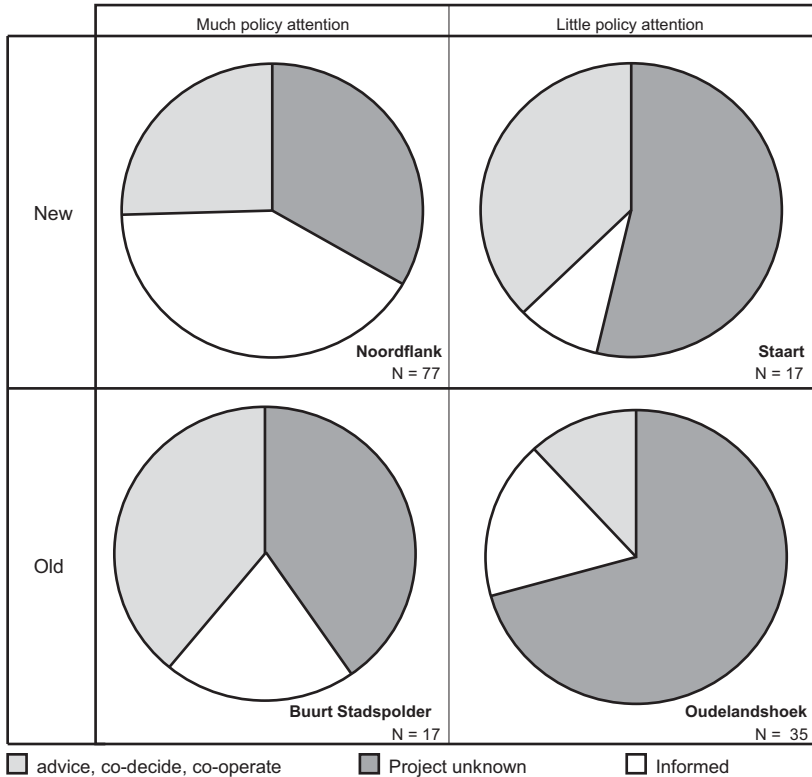 Much policy attention
Little policy attention
New
Noordflank
N = 77
Staart
N = 17
Old
Buurt Stadspolder
N = 17
Oudelandshoek
N = 35
advice, co-decide, co-operate
Project unknown
Informed